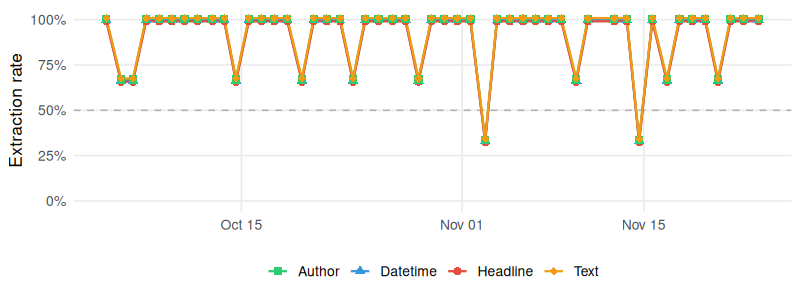 Extraction rate
100%
75%
50%
25%
0%
Oct 15
Nov 01
Nov 15
Author
Datetime
Headline
Text